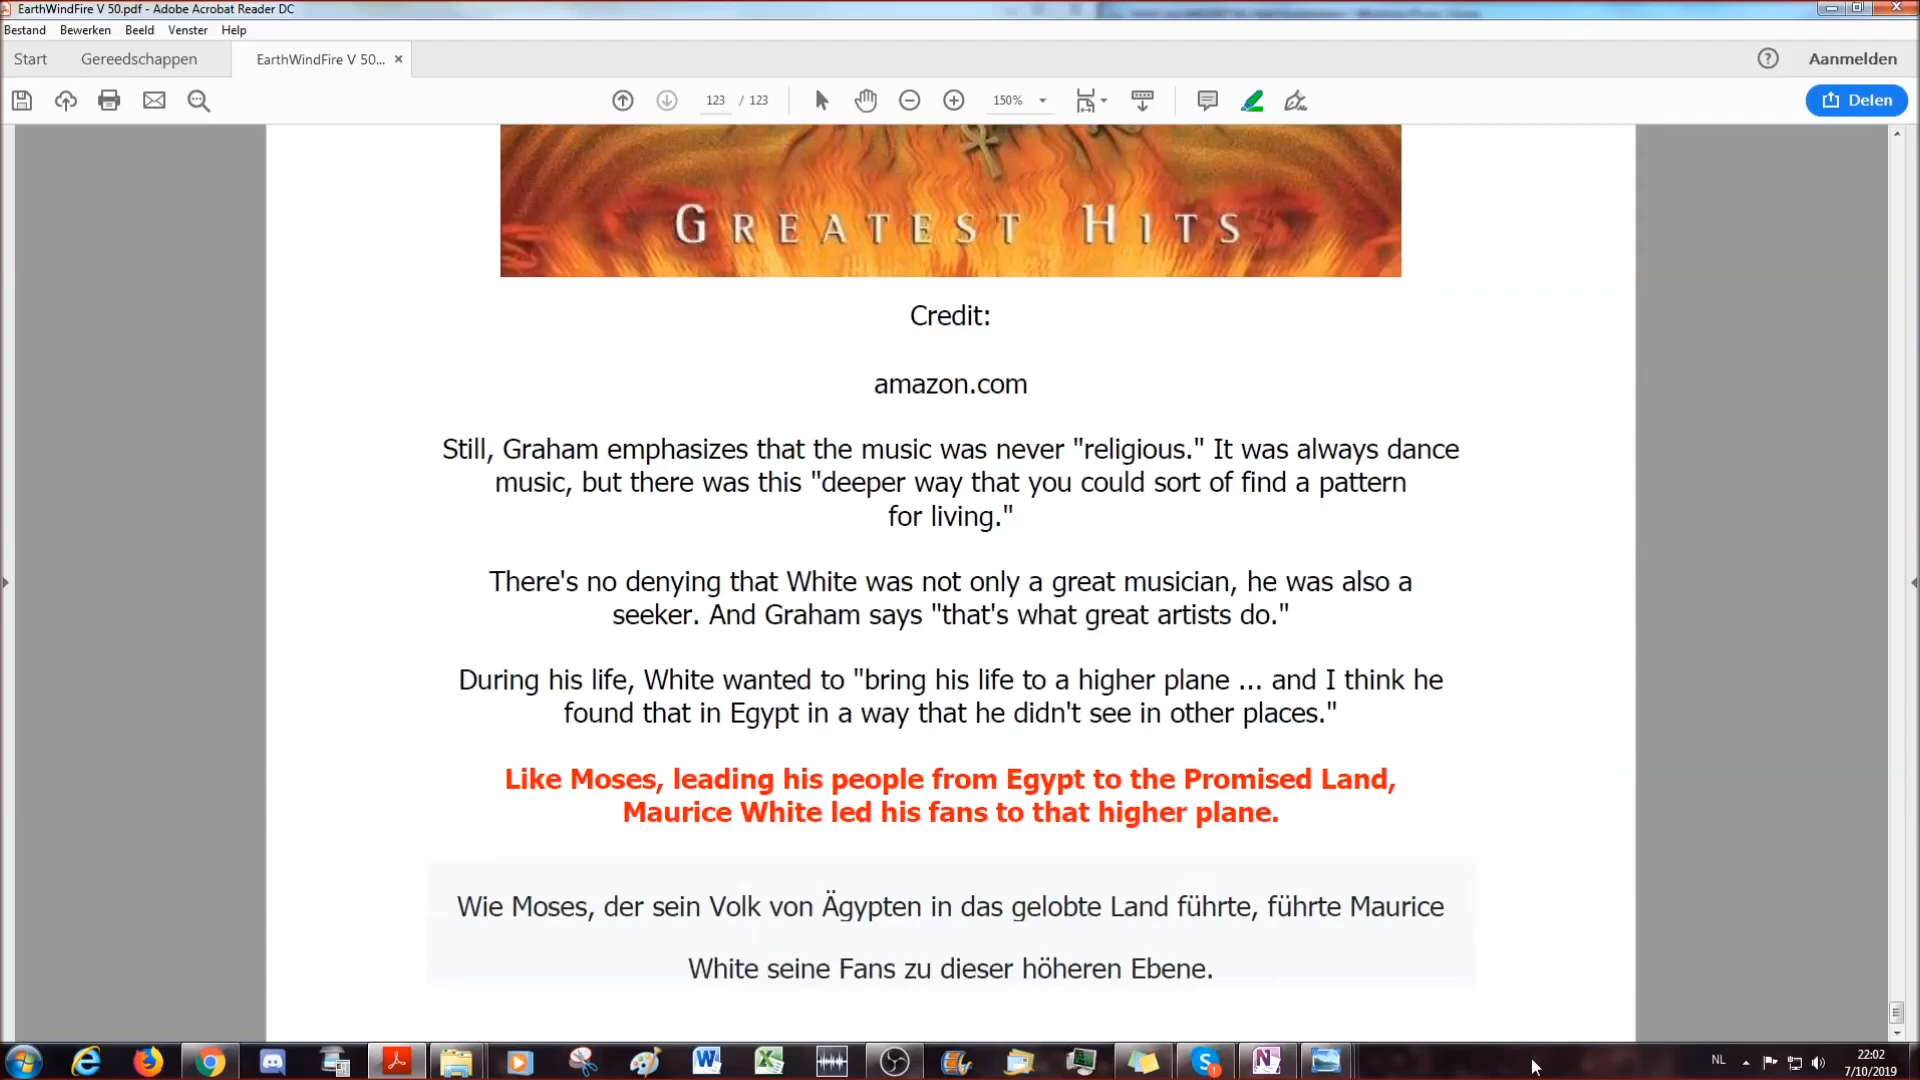 EarthWindFire V 50.pdf - Adobe Acrobat Reader DC
Bestand Bewerken Beeld Venster Help
Start Gereedschappen EarthWindFire V 50... × Aanmelden
123 / 123 150% Delen
GREATEST HITS
Credit:
amazon.com
Still, Graham emphasizes that the music was never "religious." It was always dance
music, but there was this "deeper way that you could sort of find a pattern
for living."
There's no denying that White was not only a great musician, he was also a
seeker. And Graham says "that's what great artists do."
During his life, White wanted to "bring his life to a higher plane ... and I think he
found that in Egypt in a way that he didn't see in other places."
Like Moses, leading his people from Egypt to the Promised Land,
Maurice White led his fans to that higher plane.
Wie Moses, der sein Volk von Ägypten in das gelobte Land führte, führte Maurice
White seine Fans zu dieser höheren Ebene.
NL 22:02
7/10/2019